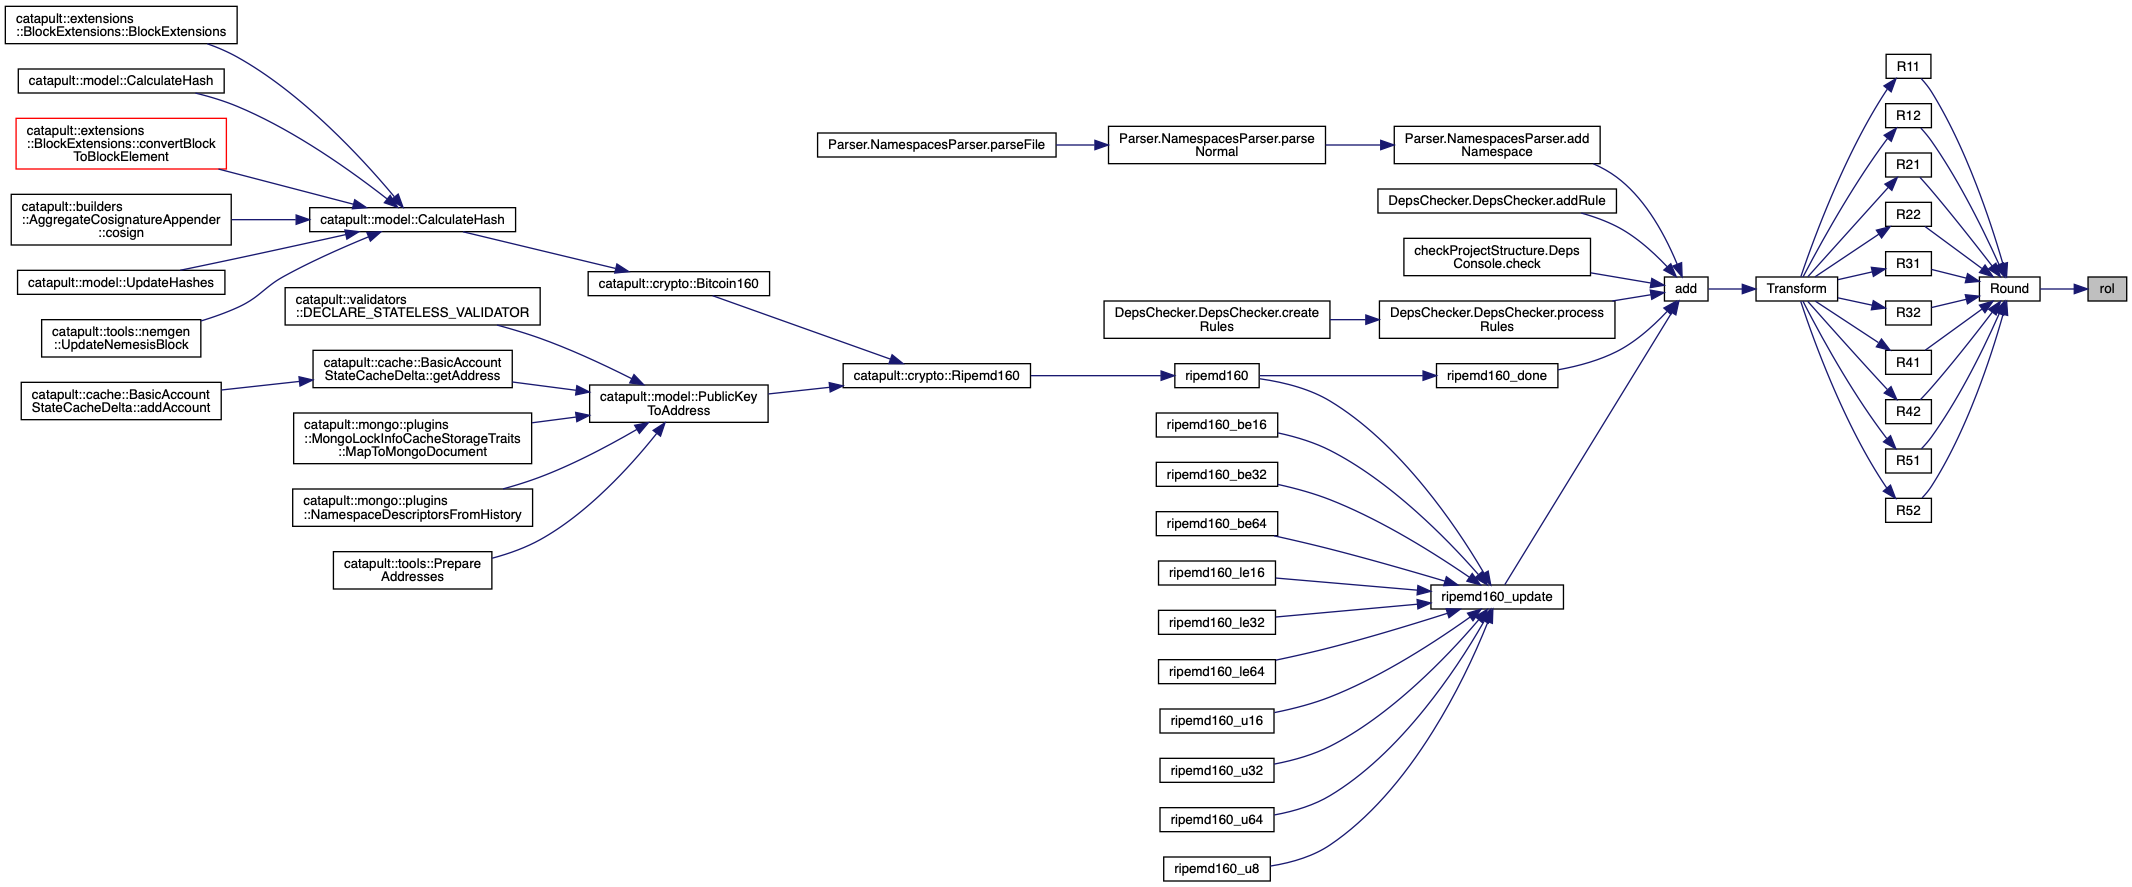 catapult::extensions
::BlockExtensions::BlockExtensions
catapult::model::CalculateHash
catapult::extensions
::BlockExtensions::convertBlock
ToBlockElement
catapult::builders
::AggregateCosignatureAppender
::cosign
catapult::model::UpdateHashes
catapult::tools::nemgen
::UpdateNemesisBlock
catapult::cache::BasicAccount
StateCacheDelta::addAccount
catapult::model::CalculateHash
catapult::validators
::DECLARE_STATELESS_VALIDATOR
catapult::cache::BasicAccount
StateCacheDelta::getAddress
catapult::mongo::plugins
::MongoLockInfoCacheStorageTraits
::MapToMongoDocument
catapult::mongo::plugins
::NamespaceDescriptorsFromHistory
catapult::tools::Prepare
Addresses
catapult::crypto::Bitcoin160
catapult::model::PublicKey
ToAddress
Parser.NamespacesParser.parseFile
catapult::crypto::Ripemd160
Parser.NamespacesParser.parse
Normal
DepsChecker.DepsChecker.create
Rules
ripemd160
ripemd160_be16
ripemd160_be32
ripemd160_be64
ripemd160_le16
ripemd160_le32
ripemd160_le64
ripemd160_u16
ripemd160_u32
ripemd160_u64
ripemd160_u8
Parser.NamespacesParser.add
Namespace
DepsChecker.DepsChecker.addRule
checkProjectStructure.Deps
Console.check
DepsChecker.DepsChecker.process
Rules
ripemd160_done
ripemd160_update
add
Transform
R11
R12
R21
R22
R31
R32
R41
R42
R51
R52
Round
rol